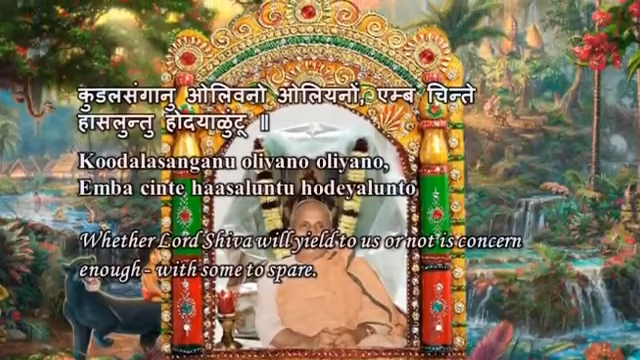 कुडलसंगानु ओलिवनो ओलियनों, एम्ब चिन्ते
हासलुन्तु होदयाळुंटू ॥
Koodalasanganu olivano oliyano,
Emba cinte haasaluntu hodeyalunto
Whether Lord Shiva will yield to us or not is concern
enough - with some to spare.